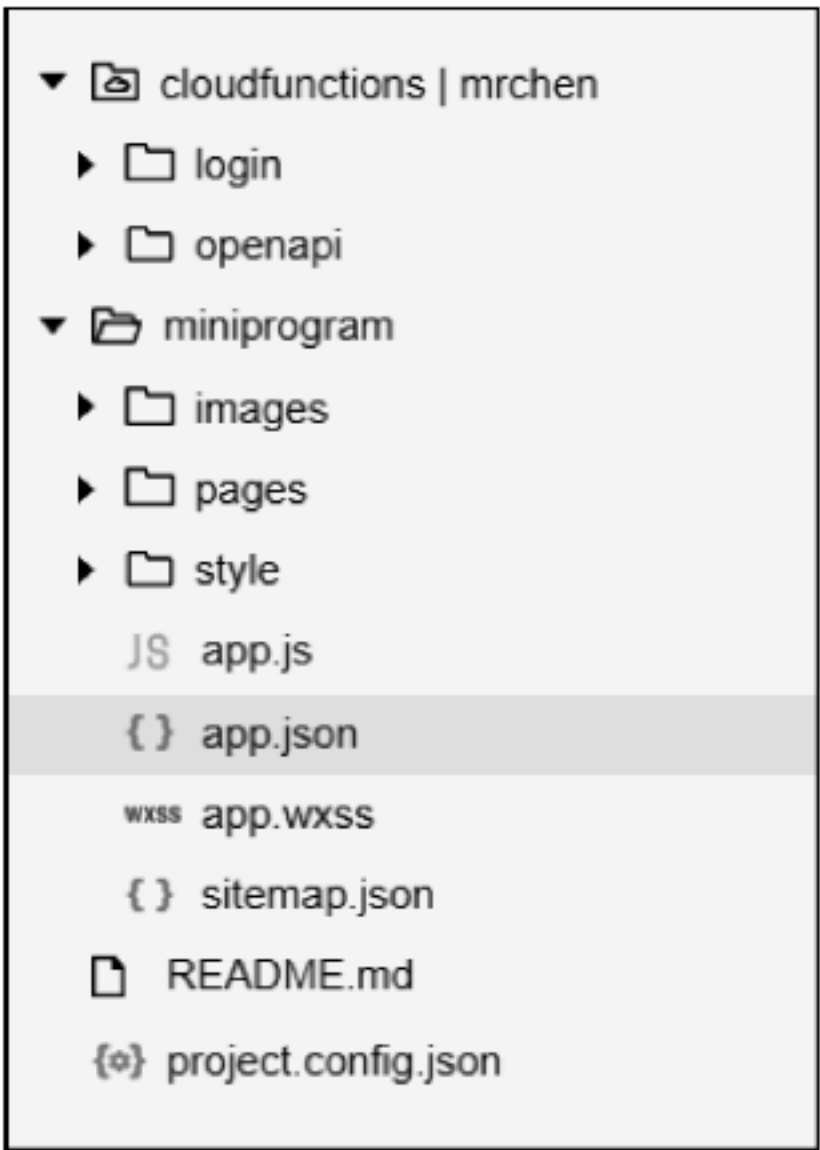 cloudfunctions | mrchen
login
openapi
miniprogram
images
pages
style
JS app.js
{ } app.json
wxss app.wxss
{ } sitemap.json
README.md
{} project.config.json